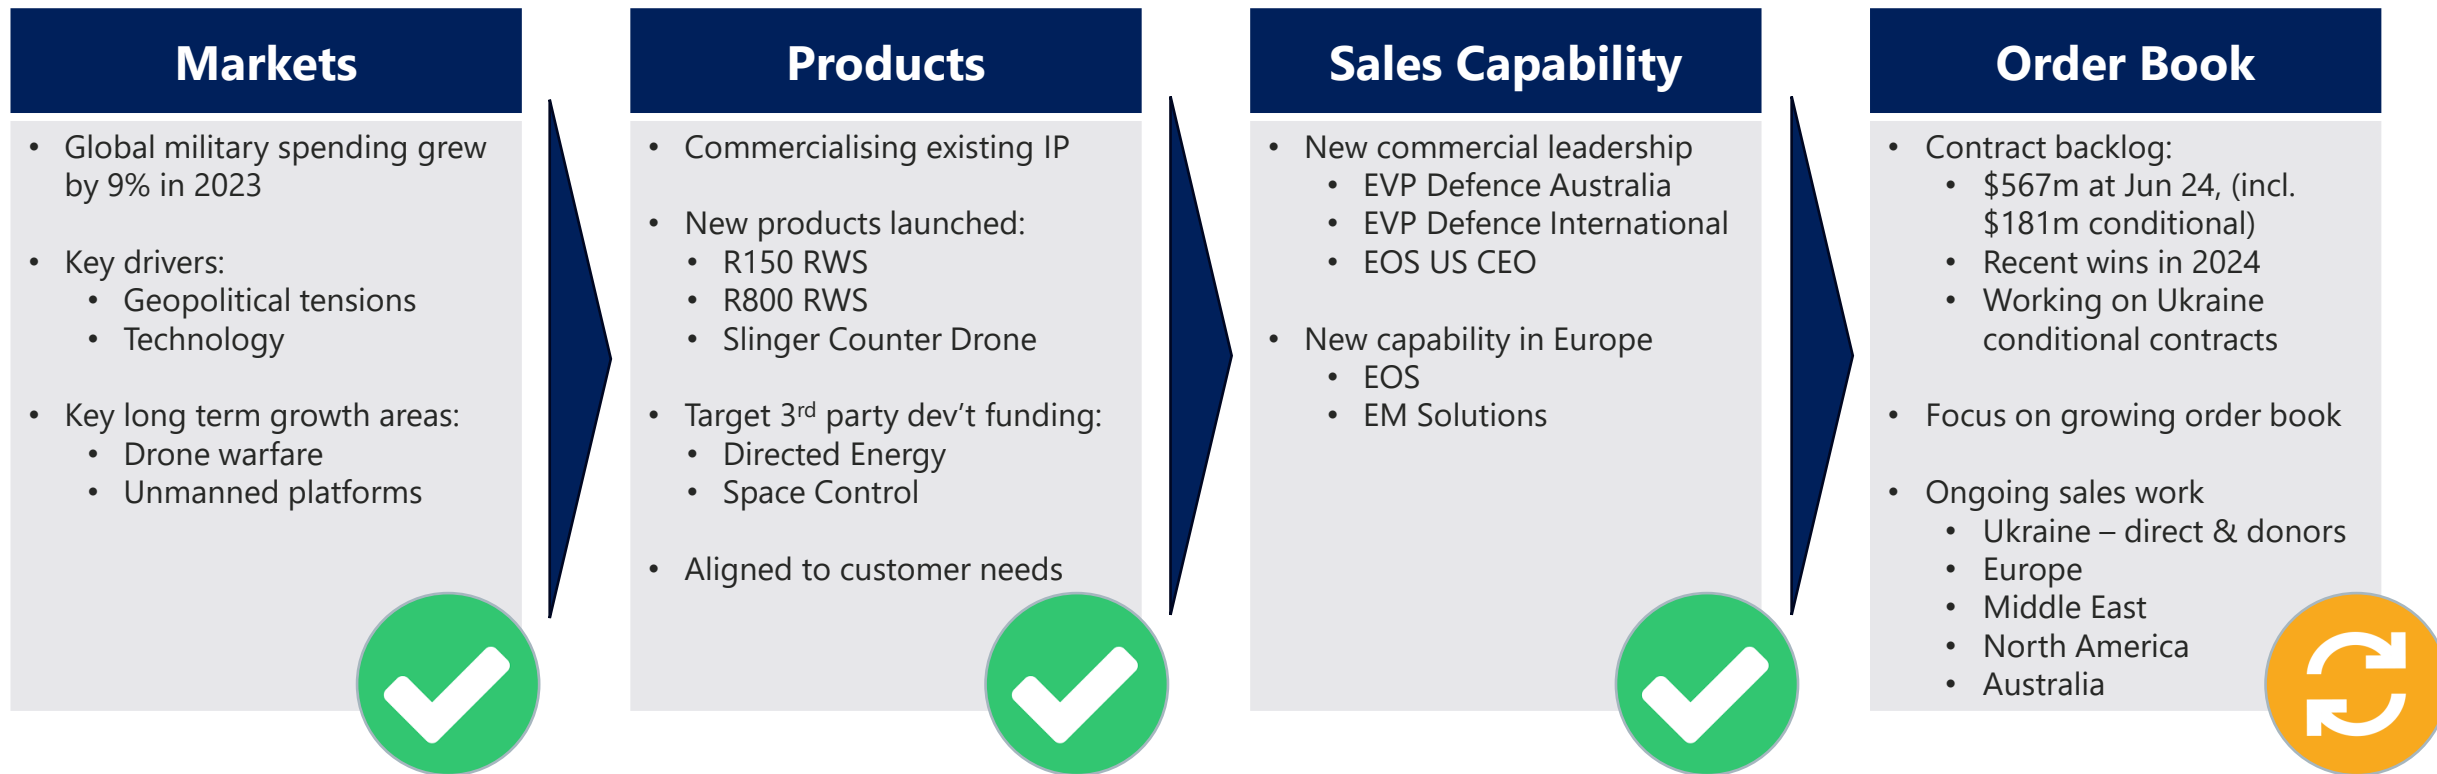 Markets
• Global military spending grew
by 9% in 2023
• Key drivers:
• Geopolitical tensions
• Technology
• Key long term growth areas:
• Drone warfare
• Unmanned platforms
Products
• Commercialising existing IP
• New products launched:
• R150 RWS
• R800 RWS
• Slinger Counter Drone
• Target 3rd party dev't funding:
• Directed Energy
• Space Control
• Aligned to customer needs
Sales Capability
• New commercial leadership
• EVP Defence Australia
• EVP Defence International
• EOS US CEO
• New capability in Europe
• EOS
• EM Solutions
Order Book
• Contract backlog:
• $567m at Jun 24, (incl.
$181m conditional)
• Recent wins in 2024
• Working on Ukraine
conditional contracts
• Focus on growing order book
• Ongoing sales work
• Ukraine – direct & donors
• Europe
• Middle East
• North America
• Australia